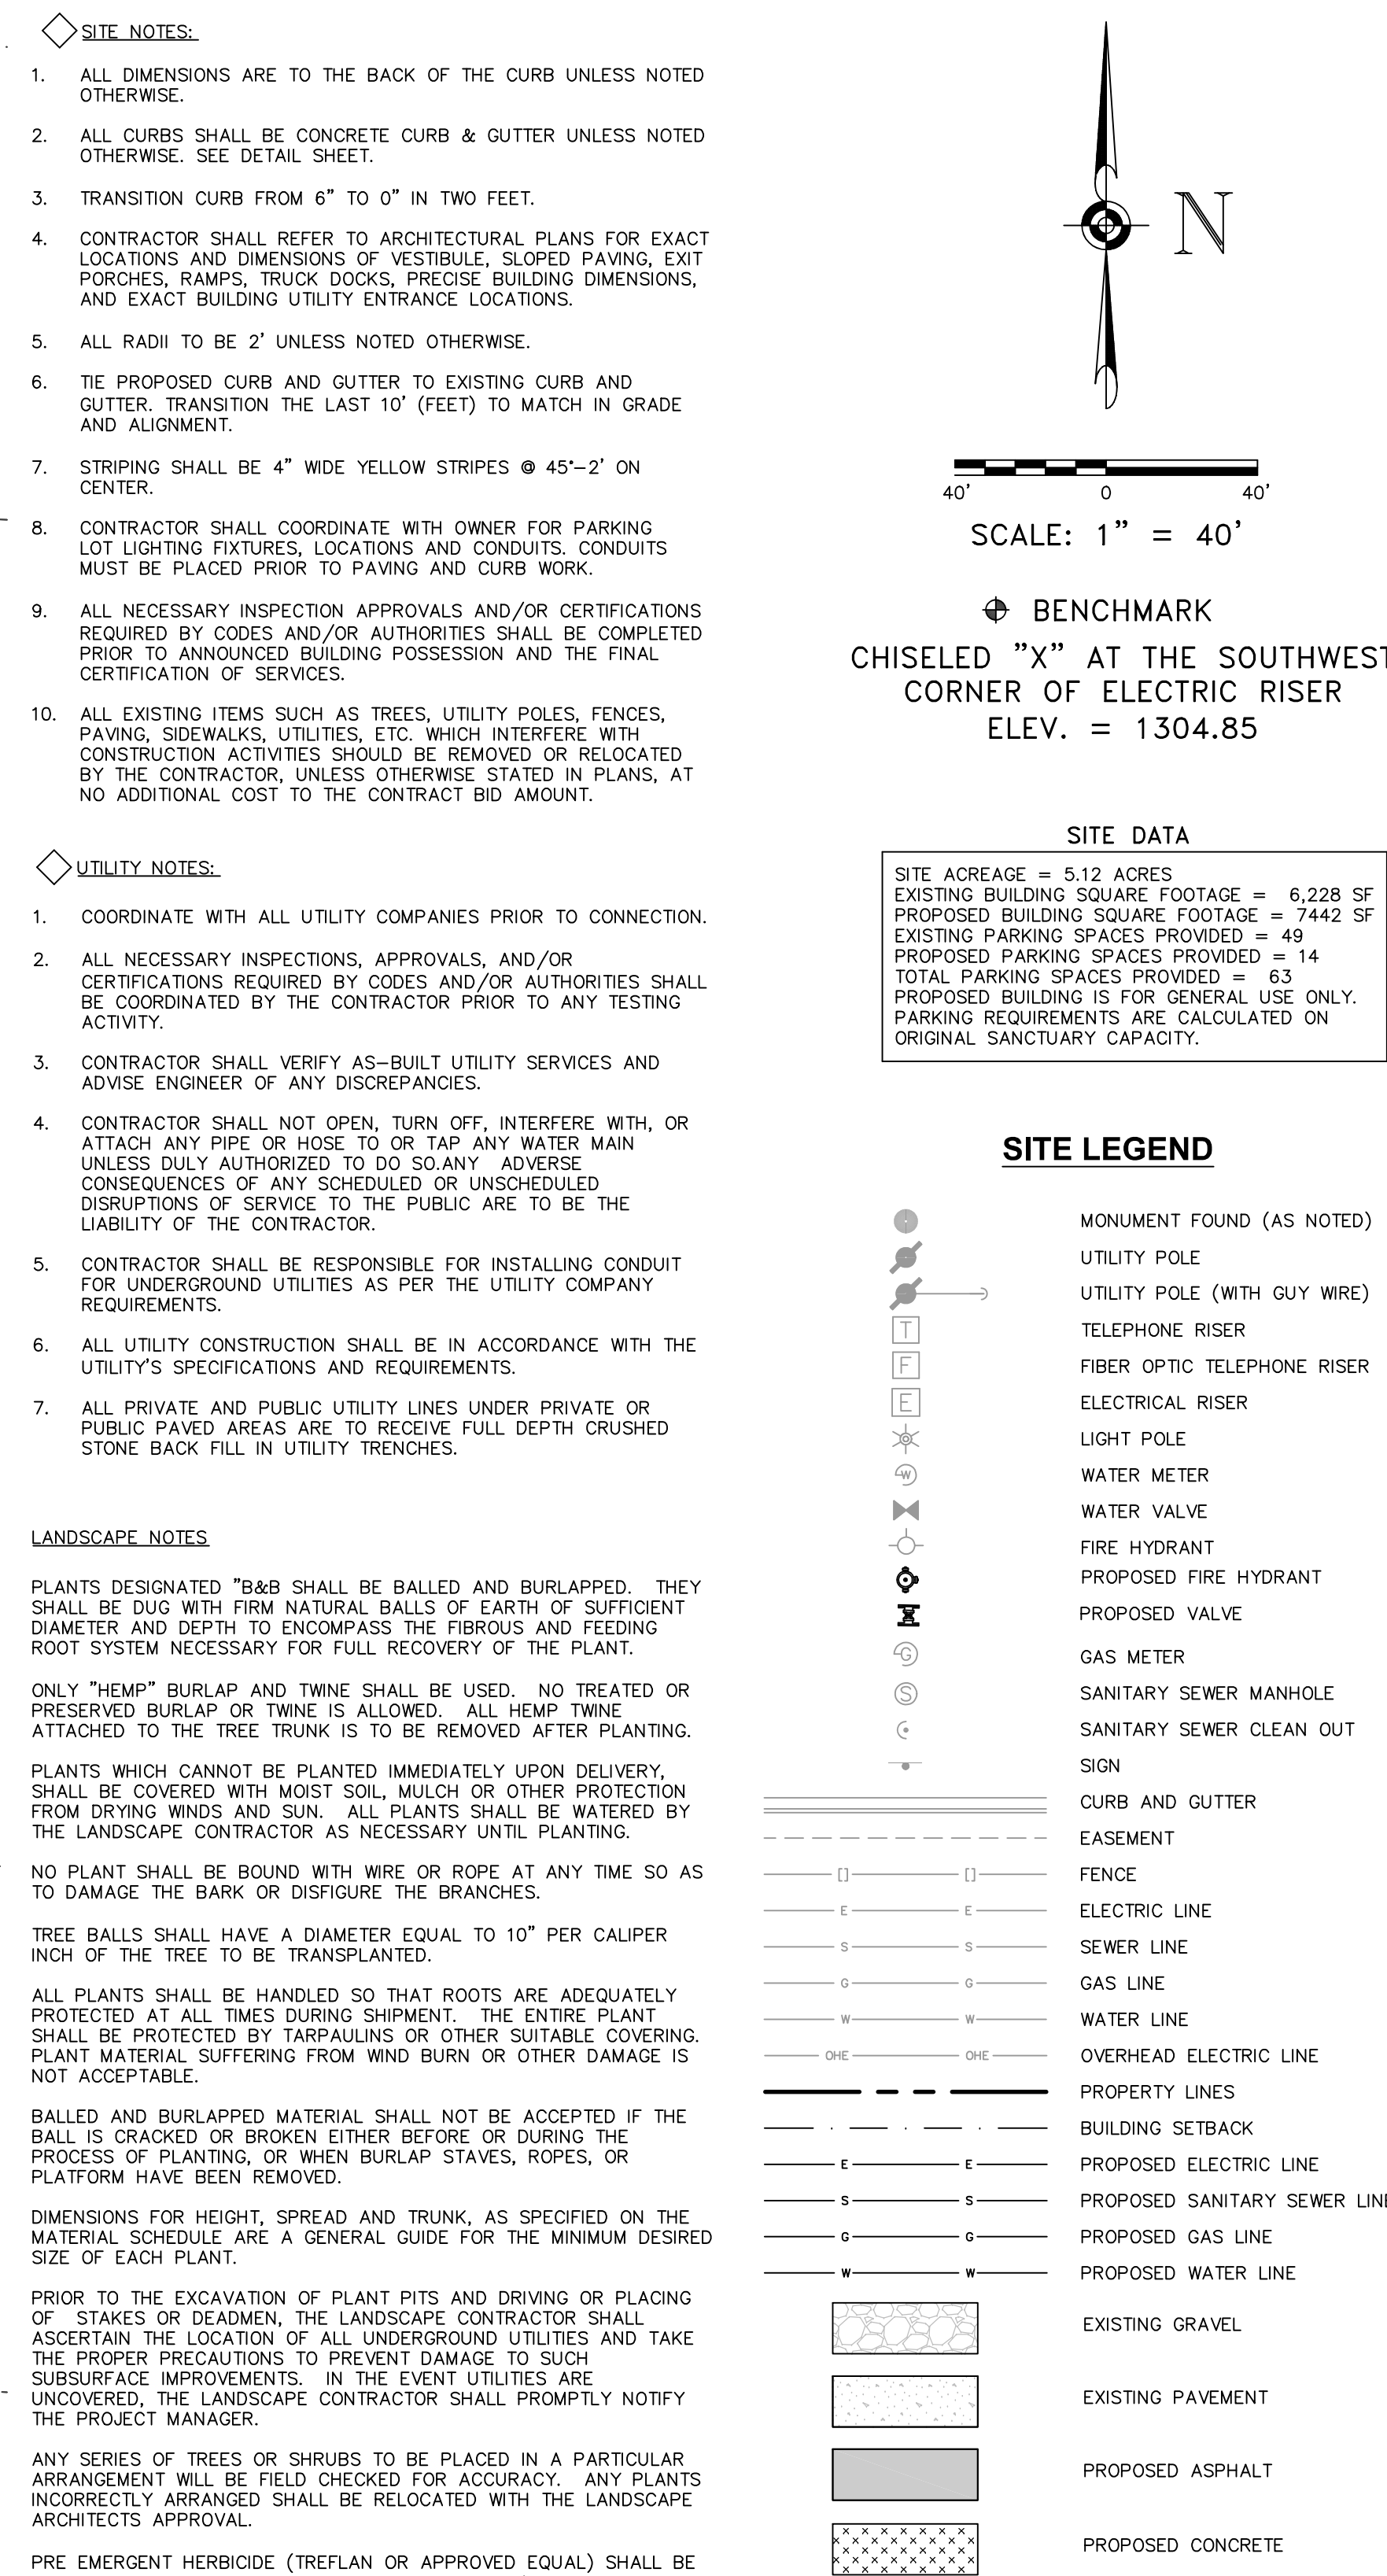 SITE NOTES:
1. ALL DIMENSIONS ARE TO THE BACK OF THE CURB UNLESS NOTED
OTHERWISE.
2. ALL CURBS SHALL BE CONCRETE CURB & GUTTER UNLESS NOTED
OTHERWISE. SEE DETAIL SHEET.
3. TRANSITION CURB FROM 6" TO 0" IN TWO FEET.
4. CONTRACTOR SHALL REFER TO ARCHITECTURAL PLANS FOR EXACT
LOCATIONS AND DIMENSIONS OF VESTIBULE, SLOPED PAVING, EXIT
PORCHES, RAMPS, TRUCK DOCKS, PRECISE BUILDING DIMENSIONS,
AND EXACT BUILDING UTILITY ENTRANCE LOCATIONS.
5. ALL RADII TO BE 2' UNLESS NOTED OTHERWISE.
6. TIE PROPOSED CURB AND GUTTER TO EXISTING CURB AND
GUTTER. TRANSITION THE LAST 10' (FEET) TO MATCH IN GRADE
AND ALIGNMENT.
7. STRIPING SHALL BE 4" WIDE YELLOW STRIPES @ 45°-2' ON
CENTER.
8. CONTRACTOR SHALL COORDINATE WITH OWNER FOR PARKING
LOT LIGHTING FIXTURES, LOCATIONS AND CONDUITS. CONDUITS
MUST BE PLACED PRIOR TO PAVING AND CURB WORK.
9. ALL NECESSARY INSPECTION APPROVALS AND/OR CERTIFICATIONS
REQUIRED BY CODES AND/OR AUTHORITIES SHALL BE COMPLETED
PRIOR TO ANNOUNCED BUILDING POSSESSION AND THE FINAL
CERTIFICATION OF SERVICES.
10. ALL EXISTING ITEMS SUCH AS TREES, UTILITY POLES, FENCES,
PAVING, SIDEWALKS, UTILITIES, ETC. WHICH INTERFERE WITH
CONSTRUCTION ACTIVITIES SHOULD BE REMOVED OR RELOCATED
BY THE CONTRACTOR, UNLESS OTHERWISE STATED IN PLANS, AT
NO ADDITIONAL COST TO THE CONTRACT BID AMOUNT.
UTILITY NOTES:
1. COORDINATE WITH ALL UTILITY COMPANIES PRIOR TO CONNECTION.
2. ALL NECESSARY INSPECTIONS, APPROVALS, AND/OR
CERTIFICATIONS REQUIRED BY CODES AND/OR AUTHORITIES SHALL
BE COORDINATED BY THE CONTRACTOR PRIOR TO ANY TESTING
ACTIVITY.
3. CONTRACTOR SHALL VERIFY AS-BUILT UTILITY SERVICES AND
ADVISE ENGINEER OF ANY DISCREPANCIES.
4. CONTRACTOR SHALL NOT OPEN, TURN OFF, INTERFERE WITH, OR
ATTACH ANY PIPE OR HOSE TO OR TAP ANY WATER MAIN
UNLESS DULY AUTHORIZED TO DO SO.ANY ADVERSE
CONSEQUENCES OF ANY SCHEDULED OR UNSCHEDULED
DISRUPTIONS OF SERVICE TO THE PUBLIC ARE TO BE THE
LIABILITY OF THE CONTRACTOR.
5. CONTRACTOR SHALL BE RESPONSIBLE FOR INSTALLING CONDUIT
FOR UNDERGROUND UTILITIES AS PER THE UTILITY COMPANY
REQUIREMENTS.
6. ALL UTILITY CONSTRUCTION SHALL BE IN ACCORDANCE WITH THE
UTILITY'S SPECIFICATIONS AND REQUIREMENTS.
7. ALL PRIVATE AND PUBLIC UTILITY LINES UNDER PRIVATE OR
PUBLIC PAVED AREAS ARE TO RECEIVE FULL DEPTH CRUSHED
STONE BACK FILL IN UTILITY TRENCHES.
LANDSCAPE NOTES
PLANTS DESIGNATED "B&B SHALL BE BALLED AND BURLAPPED. THEY
SHALL BE DUG WITH FIRM NATURAL BALLS OF EARTH OF SUFFICIENT
DIAMETER AND DEPTH TO ENCOMPASS THE FIBROUS AND FEEDING
ROOT SYSTEM NECESSARY FOR FULL RECOVERY OF THE PLANT.
ONLY "HEMP" BURLAP AND TWINE SHALL BE USED. NO TREATED OR
PRESERVED BURLAP OR TWINE IS ALLOWED. ALL HEMP TWINE
ATTACHED TO THE TREE TRUNK IS TO BE REMOVED AFTER PLANTING.
PLANTS WHICH CANNOT BE PLANTED IMMEDIATELY UPON DELIVERY,
SHALL BE COVERED WITH MOIST SOIL, MULCH OR OTHER PROTECTION
FROM DRYING WINDS AND SUN. ALL PLANTS SHALL BE WATERED BY
THE LANDSCAPE CONTRACTOR AS NECESSARY UNTIL PLANTING.
NO PLANT SHALL BE BOUND WITH WIRE OR ROPE AT ANY TIME SO AS
TO DAMAGE THE BARK OR DISFIGURE THE BRANCHES.
TREE BALLS SHALL HAVE A DIAMETER EQUAL TO 10" PER CALIPER
INCH OF THE TREE TO BE TRANSPLANTED.
ALL PLANTS SHALL BE HANDLED SO THAT ROOTS ARE ADEQUATELY
PROTECTED AT ALL TIMES DURING SHIPMENT. THE ENTIRE PLANT
SHALL BE PROTECTED BY TARPAULINS OR OTHER SUITABLE COVERING.
PLANT MATERIAL SUFFERING FROM WIND BURN OR OTHER DAMAGE IS
NOT ACCEPTABLE.
BALLED AND BURLAPPED MATERIAL SHALL NOT BE ACCEPTED IF THE
BALL IS CRACKED OR BROKEN EITHER BEFORE OR DURING THE
PROCESS OF PLANTING, OR WHEN BURLAP STAVES, ROPES, OR
PLATFORM HAVE BEEN REMOVED.
DIMENSIONS FOR HEIGHT, SPREAD AND TRUNK, AS SPECIFIED ON THE
MATERIAL SCHEDULE ARE A GENERAL GUIDE FOR THE MINIMUM DESIRED
SIZE OF EACH PLANT.
PRIOR TO THE EXCAVATION OF PLANT PITS AND DRIVING OR PLACING
OF STAKES OR DEADMEN, THE LANDSCAPE CONTRACTOR SHALL
ASCERTAIN THE LOCATION OF ALL UNDERGROUND UTILITIES AND TAKE
THE PROPER PRECAUTIONS TO PREVENT DAMAGE TO SUCH
SUBSURFACE IMPROVEMENTS. IN THE EVENT UTILITIES ARE
UNCOVERED, THE LANDSCAPE CONTRACTOR SHALL PROMPTLY NOTIFY
THE PROJECT MANAGER.
ANY SERIES OF TREES OR SHRUBS TO BE PLACED IN A PARTICULAR
ARRANGEMENT WILL BE FIELD CHECKED FOR ACCURACY. ANY PLANTS
INCORRECTLY ARRANGED SHALL BE RELOCATED WITH THE LANDSCAPE
ARCHITECTS APPROVAL.
PRE EMERGENT HERBICIDE (TREFLAN OR APPROVED EQUAL) SHALL BE
N
40' 0 40'
SCALE: 1" = 40'
BENCHMARK
CHISELED "X" AT THE SOUTHWEST
CORNER OF ELECTRIC RISER
ELEV. = 1304.85
SITE DATA
SITE ACREAGE = 5.12 ACRES
EXISTING BUILDING SQUARE FOOTAGE = 6,228 SF
PROPOSED BUILDING SQUARE FOOTAGE = 7442 SF
EXISTING PARKING SPACES PROVIDED = 49
PROPOSED PARKING SPACES PROVIDED = 14
TOTAL PARKING SPACES PROVIDED = 63
PROPOSED BUILDING IS FOR GENERAL USE ONLY.
PARKING REQUIREMENTS ARE CALCULATED ON
ORIGINAL SANCTUARY CAPACITY.
SITE LEGEND
MONUMENT FOUND (AS NOTED)
UTILITY POLE
UTILITY POLE (WITH GUY WIRE)
T TELEPHONE RISER
F FIBER OPTIC TELEPHONE RISER
E ELECTRICAL RISER
LIGHT POLE
W WATER METER
WATER VALVE
FIRE HYDRANT
PROPOSED FIRE HYDRANT
PROPOSED VALVE
G GAS METER
S SANITARY SEWER MANHOLE
SANITARY SEWER CLEAN OUT
SIGN
CURB AND GUTTER
EASEMENT
[] [] FENCE
E E ELECTRIC LINE
S S SEWER LINE
G G GAS LINE
W W WATER LINE
OHE OHE OVERHEAD ELECTRIC LINE
PROPERTY LINES
BUILDING SETBACK
E E PROPOSED ELECTRIC LINE
S S PROPOSED SANITARY SEWER LINE
G G PROPOSED GAS LINE
W W PROPOSED WATER LINE
EXISTING GRAVEL
EXISTING PAVEMENT
PROPOSED ASPHALT
PROPOSED CONCRETE